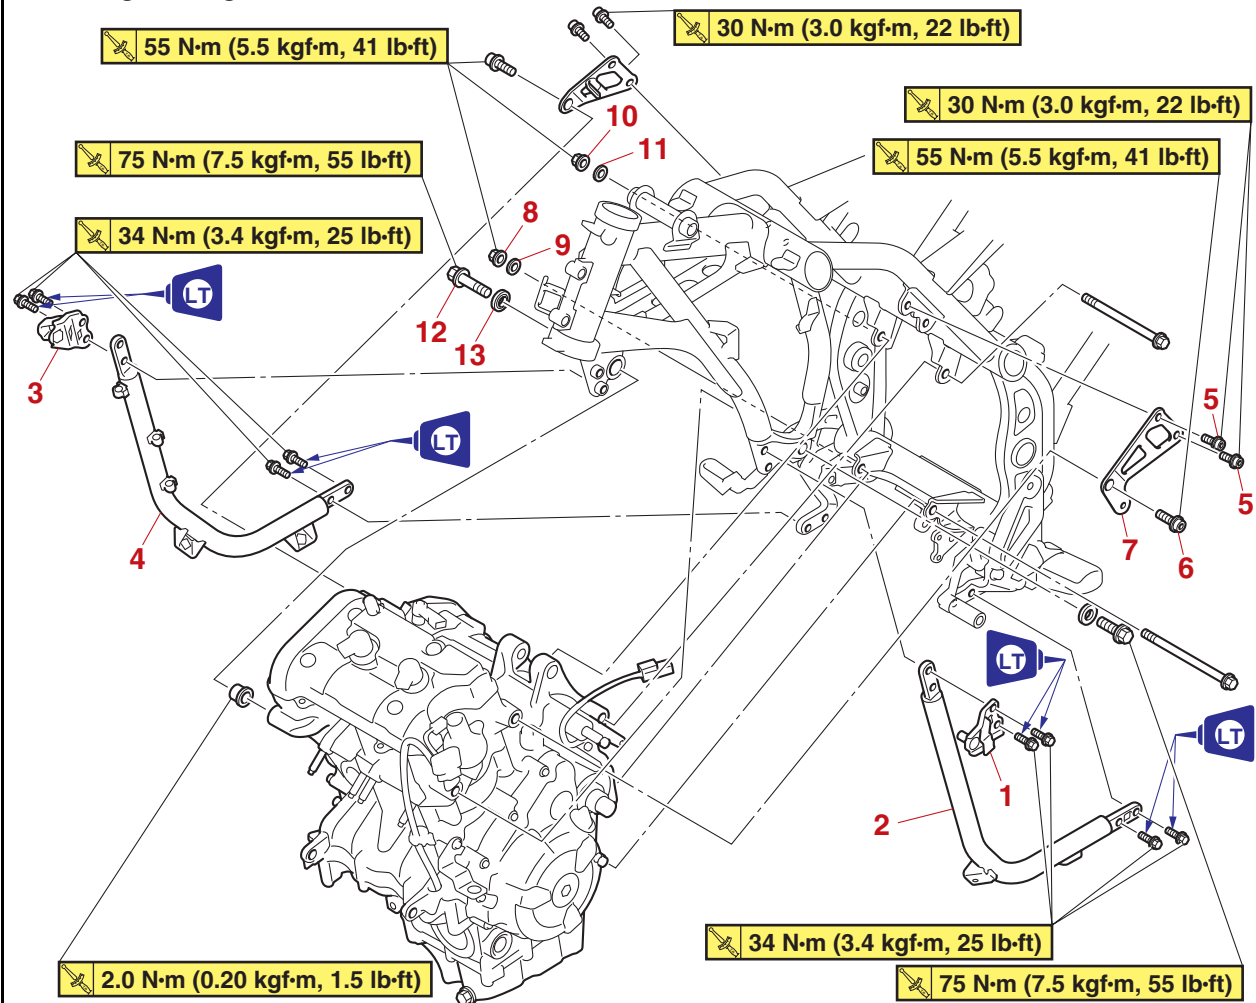 30 N•m (3.0 kgf•m, 22 lb•ft)
55 N•m (5.5 kgf•m, 41 lb•ft)
30 N•m (3.0 kgf•m, 22 lb•ft)
10
11
75 N•m (7.5 kgf•m, 55 lb•ft)
55 N•m (5.5 kgf•m, 41 lb•ft)
8
9
34 N•m (3.4 kgf•m, 25 lb•ft)
LT
12
13
3
5
LT
5
4
7
6
LT
LT
1
2
34 N•m (3.4 kgf•m, 25 lb•ft)
2.0 N•m (0.20 kgf•m, 1.5 lb•ft)
75 N•m (7.5 kgf•m, 55 lb•ft)